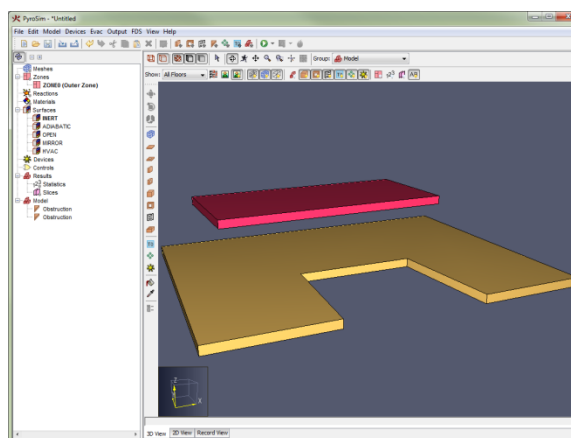 PyroSim - *Untitled
File Edit Model Devices Evac Output FDS View Help
Group: Model
Show: All Floors
Meshes
Zones
ZONE0 (Outer Zone)
Reactions
Materials
Surfaces
INERT
ADIABATIC
OPEN
MIRROR
HVAC
Devices
Controls
Results
Statistics
Slices
Model
Obstruction
Obstruction
Z
X
3D View 2D View Record View